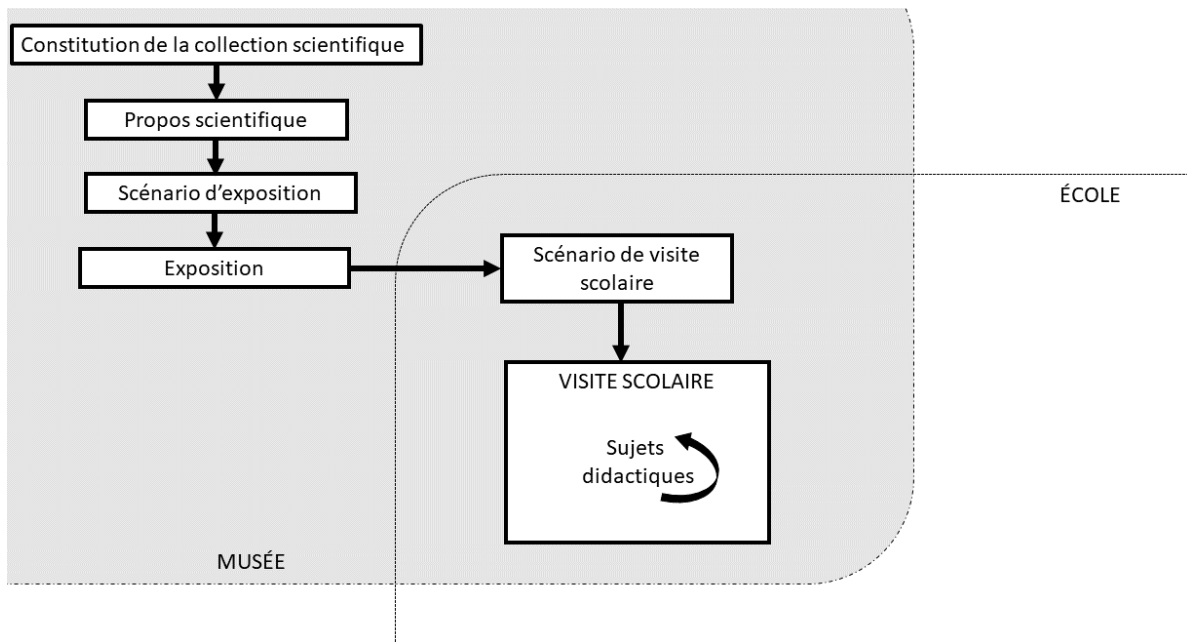 Constitution de la collection scientifique
Propos scientifique
Scénario d'exposition
ÉCOLE
Exposition
Scénario de visite
scolaire
VISITE SCOLAIRE
Sujets
didactiques
MUSÉE